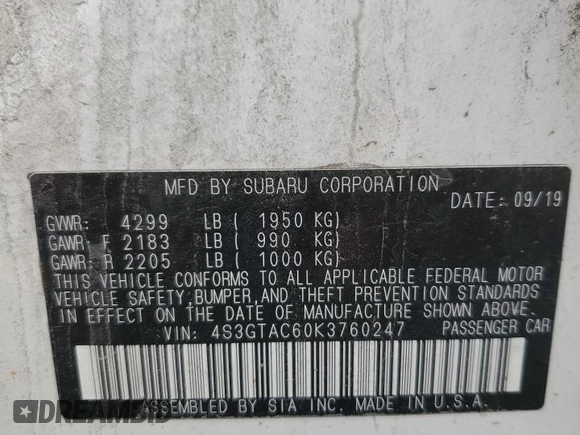 MFD BY SUBARU CORPORATION
DATE: 09/19
GVWR: 4299 LB ( 1950 KG)
GAWR: F 2183 LB ( 990 KG)
GAWR: R 2205 LB ( 1000 KG)
THIS VEHICLE CONFORMS TO ALL APPLICABLE FEDERAL MOTOR
VEHICLE SAFETY,BUMPER,AND THEFT PREVENTION STANDARDS
IN EFFECT ON THE DATE OF MANUFACTURE SHOWN ABOVE.
VIN: 4S3GTAC60K3760247 PASSENGER CAR
ASSEMBLED BY SIA INC. MADE IN U.S.A.
DREAMBID